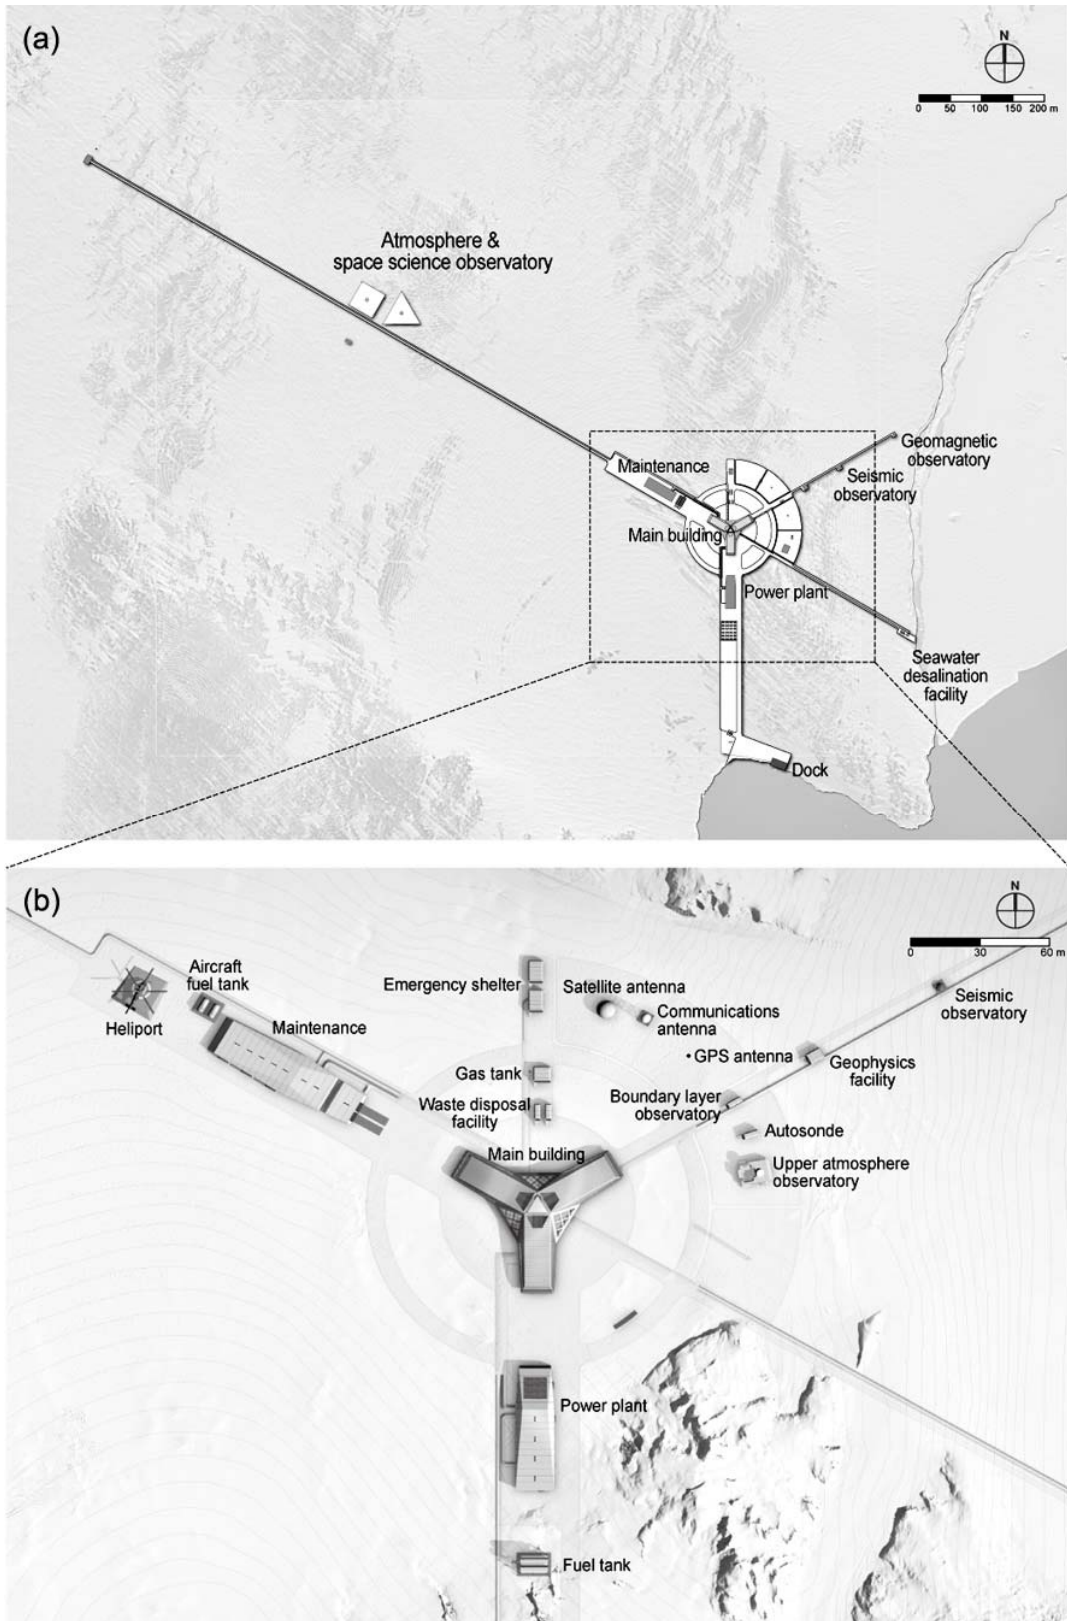 (a)
N
0 50 100 150 200 m
Atmosphere &
space science observatory
Geomagnetic
observatory
Maintenance
Seismic
observatory
Main building
Power plant
Seawater
desalination
facility
Dock
(b)
N
0 30 60 m
Aircraft
fuel tank
Heliport
Maintenance
Emergency shelter
Satellite antenna
Communications
antenna
Seismic
observatory
GPS antenna
Geophysics
facility
Gas tank
Boundary layer
observatory
Waste disposal
facility
Autosonde
Main building
Upper atmosphere
observatory
Power plant
Fuel tank